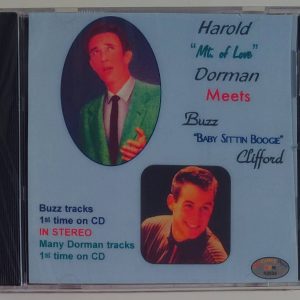 Harold
"Mt. of Love"
Dorman
Meets
Buzz
"BABY SITTIN BOOGIE"
Clifford
Buzz tracks
1st time on CD
IN STEREO
Many Dorman tracks
1st time on CD